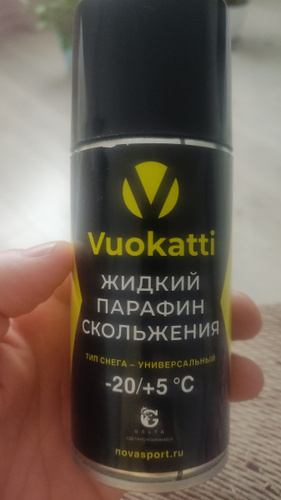 Vuokatti
ЖИДКИЙ
ПАРАФИН
СКОЛЬЖЕНИЯ
ТИП СНЕГА – УНИВЕРСАЛЬНЫЙ
-20/+5 °C
novasport.ru